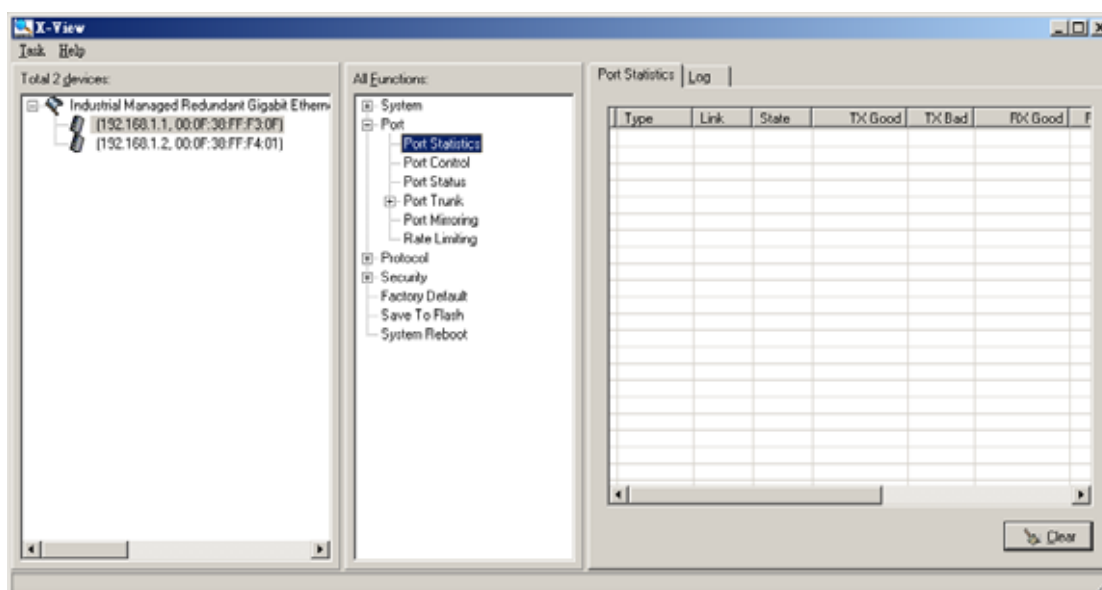 X-View
Task Help
Total 2 devices:
Industrial Managed Redundant Gigabit Ethern
(192.168.1.1, 00:0F:38:FF:F3:0F)
(192.168.1.2, 00:0F:38:FF:F4:01)
All Functions:
System
Port
Port Statistics
Port Control
Port Status
Port Trunk
Port Mirroring
Rate Limiting
Protocol
Security
Factory Default
Save To Flash
System Reboot
Port Statistics Log
Type Link State TX Good TX Bad RX Good
Clear